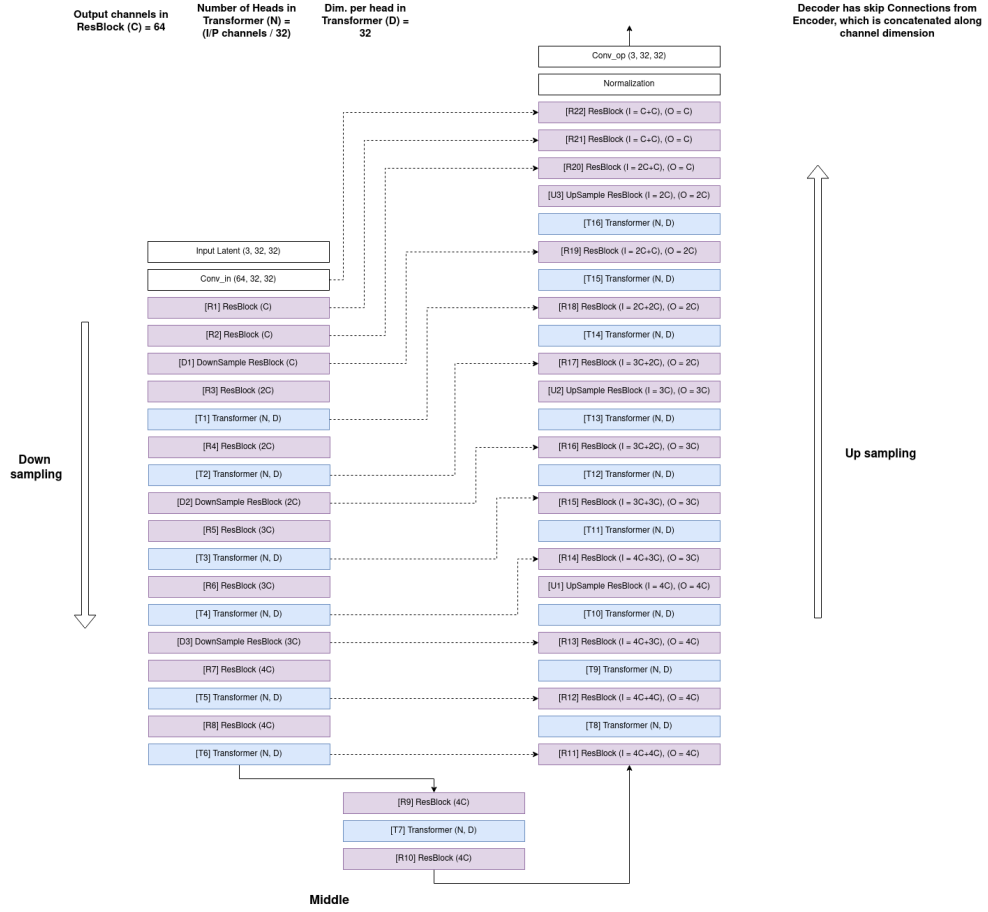 Output channels in
ResBlock (C) = 64
Number of Heads in
Transformer (N) =
(I/P channels / 32)
Dim. per head in
Transformer (D) =
32
Decoder has skip Connections from
Encoder, which is concatenated along
channel dimension
Conv_op (3, 32, 32)
Normalization
[R22] ResBlock (I = C+C), (O = C)
[R21] ResBlock (I = C+C), (O = C)
[R20] ResBlock (I = 2C+C), (O = C)
[U3] UpSample ResBlock (I = 2C), (O = 2C)
[T16] Transformer (N, D)
[R19] ResBlock (I = 2C+C), (O = 2C)
[T15] Transformer (N, D)
[R18] ResBlock (I = 2C+2C), (O = 2C)
[T14] Transformer (N, D)
[R17] ResBlock (I = 3C+2C), (O = 2C)
[U2] UpSample ResBlock (I = 3C), (O = 3C)
[T13] Transformer (N, D)
[R16] ResBlock (I = 3C+2C), (O = 3C)
[T12] Transformer (N, D)
[R15] ResBlock (I = 3C+3C), (O = 3C)
[T11] Transformer (N, D)
[R14] ResBlock (I = 4C+3C), (O = 3C)
[U1] UpSample ResBlock (I = 4C), (O = 4C)
[T10] Transformer (N, D)
[R13] ResBlock (I = 4C+3C), (O = 4C)
[T9] Transformer (N, D)
[R12] ResBlock (I = 4C+4C), (O = 4C)
[T8] Transformer (N, D)
[R11] ResBlock (I = 4C+4C), (O = 4C)
Input Latent (3, 32, 32)
Conv_in (64, 32, 32)
[R1] ResBlock (C)
[R2] ResBlock (C)
[D1] DownSample ResBlock (C)
[R3] ResBlock (2C)
[T1] Transformer (N, D)
[R4] ResBlock (2C)
[T2] Transformer (N, D)
[D2] DownSample ResBlock (2C)
[R5] ResBlock (3C)
[T3] Transformer (N, D)
[R6] ResBlock (3C)
[T4] Transformer (N, D)
[D3] DownSample ResBlock (3C)
[R7] ResBlock (4C)
[T5] Transformer (N, D)
[R8] ResBlock (4C)
[T6] Transformer (N, D)
Down
sampling
Up sampling
[R9] ResBlock (4C)
[T7] Transformer (N, D)
[R10] ResBlock (4C)
Middle